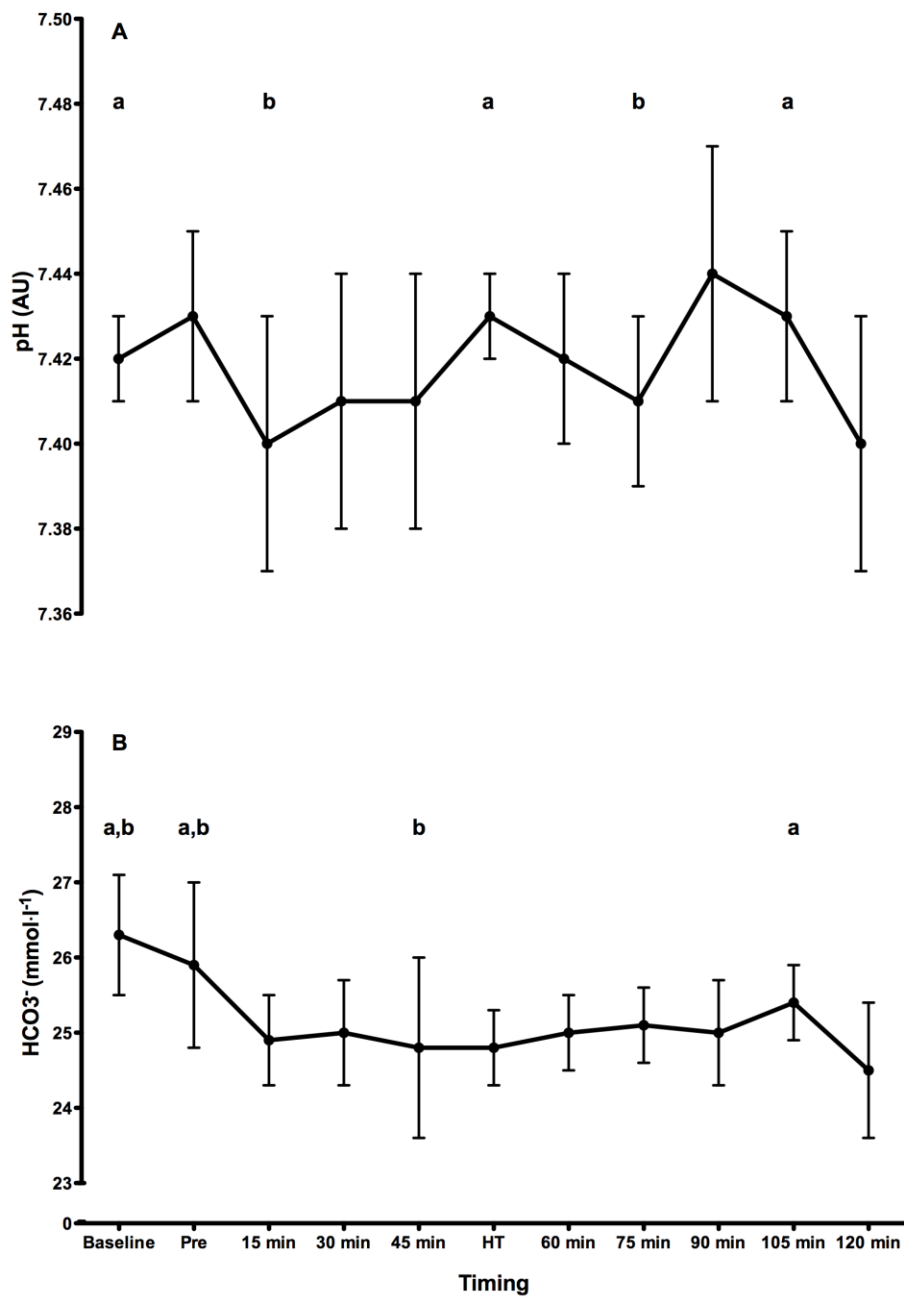 A
7.50
7.48
7.46
7.44
7.42
7.40
7.38
7.36
pH (AU)
a b a b a
B
29
28
27
26
25
24
23
0
HCO3⁻ (mmol·l⁻¹)
a,b a,b b a
Baseline Pre 15 min 30 min 45 min HT 60 min 75 min 90 min 105 min 120 min
Timing